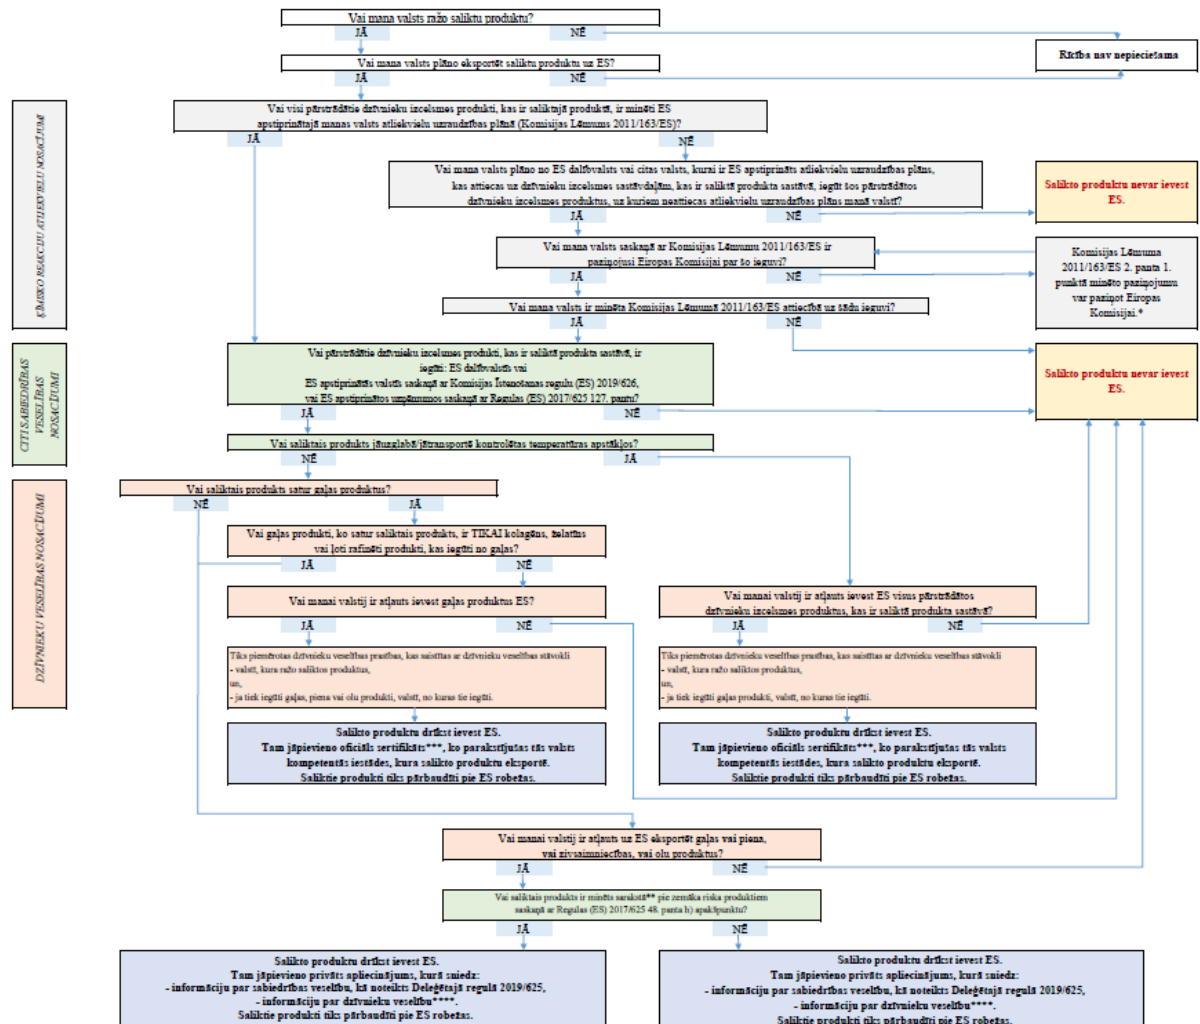 Vai mana valsts ražo saliktu produktu?
JĀ
NĒ
Rīcība nav nepieciešama
Vai mana valsts plāno eksportēt saliktu produktu uz ES?
JĀ
NĒ
ĶĪMISKO REAKCIJU ATLIEKVIELU NOSACĪJUMI
Vai visi pārstrādātie dzīvnieku izcelsmes produkti, kas ir saliktajā produktā, ir minēti ES
apstiprinātajā manas valsts atliekvielu uzraudzības plānā (Komisijas Lēmums 2011/163/ES)?
JĀ
NĒ
Vai mana valsts plāno no ES dalībvalsts vai citas valsts, kurai ir ES apstiprināts atliekvielu uzraudzības plāns,
kas attiecas uz dzīvnieku izcelsmes sastāvdaļām, kas ir saliktā produkta sastāvā, iegūt šos pārstrādātos
dzīvnieku izcelsmes produktus, uz kuriem neattiecas atliekvielu uzraudzības plāns manā valstī?
JĀ
NĒ
Salikto produktu nevar ievest
ES.
Vai mana valsts saskaņā ar Komisijas Lēmumu 2011/163/ES ir
paziņojusi Eiropas Komisijai par šo ieguvi?
JĀ
NĒ
Komisijas Lēmuma
2011/163/ES 2. panta 1.
punktā minēto paziņojumu
var paziņot Eiropas
Komisijai.*
Vai mana valsts ir minēta Komisijas Lēmumā 2011/163/ES attiecībā uz šādu ieguvi?
JĀ
NĒ
CITI SABIEDRĪBAS
VESELĪBAS
NOSACĪJUMI
Vai pārstrādātie dzīvnieku izcelsmes produkti, kas ir saliktā produkta sastāvā, ir
iegūti: ES dalībvalstīs vai
ES apstiprinātās valstīs saskaņā ar Komisijas Īstenošanas regulu (ES) 2019/626,
vai ES apstiprinātos uzņēmumos saskaņā ar Regulas (ES) 2017/625 127. pantu?
JĀ
NĒ
Salikto produktu nevar ievest
ES.
Vai saliktais produkts jāuzglabā/jātransportē kontrolētas temperatūras apstākļos?
NĒ
JĀ
DZĪVNIEKU VESELĪBAS NOSACĪJUMI
Vai saliktais produkts satur gaļas produktus?
NĒ
JĀ
Vai gaļas produkti, ko satur saliktais produkts, ir TIKAI kolagēns, želatīns
vai ļoti rafinēti produkti, kas iegūti no gaļas?
JĀ
NĒ
Vai manai valstij ir atļauts ievest gaļas produktus ES?
JĀ
NĒ
Vai manai valstij ir atļauts ievest ES visus pārstrādātos
dzīvnieku izcelsmes produktus, kas ir saliktā produkta sastāvā?
JĀ
NĒ
Tiks piemērotas dzīvnieku veselības prasības, kas saistītas ar dzīvnieku veselības stāvokli
- valstī, kura ražo saliktos produktus,
un,
- ja tiek iegūti gaļas, piena vai olu produkti, valstī, no kuras tie iegūti.
Tiks piemērotas dzīvnieku veselības prasības, kas saistītas ar dzīvnieku veselības stāvokli
- valstī, kura ražo saliktos produktus,
un,
- ja tiek iegūti gaļas produkti, valstī, no kuras tie iegūti.
Salikto produktu drīkst ievest ES.
Tam jāpievieno oficiāls sertifikāts***, ko parakstījušas tās valsts
kompetentās iestādes, kura salikto produktu eksportē.
Saliktie produkti tiks pārbaudīti pie ES robežas.
Salikto produktu drīkst ievest ES.
Tam jāpievieno oficiāls sertifikāts***, ko parakstījušas tās valsts
kompetentās iestādes, kura salikto produktu eksportē.
Saliktie produkti tiks pārbaudīti pie ES robežas.
Vai manai valstij ir atļauts uz ES eksportēt gaļas vai piena,
vai zivsaimniecības, vai olu produktus?
JĀ
NĒ
Vai saliktais produkts ir minēts sarakstā** pie zemāka riska produktiem
saskaņā ar Regulas (ES) 2017/625 48. panta h) apakšpunktu?
JĀ
NĒ
Salikto produktu drīkst ievest ES.
Tam jāpievieno privāts apliecinājums, kurā sniedz:
- informāciju par sabiedrības veselību, kā noteikts Deleģētajā regulā 2019/625,
- informāciju par dzīvnieku veselību****.
Saliktie produkti tiks pārbaudīti pie ES robežas.
Salikto produktu drīkst ievest ES.
Tam jāpievieno privāts apliecinājums, kurā sniedz:
- informāciju par sabiedrības veselību, kā noteikts Deleģētajā regulā 2019/625,
- informāciju par dzīvnieku veselību****.
Saliktie produkti tiks pārbaudīti pie ES robežas.